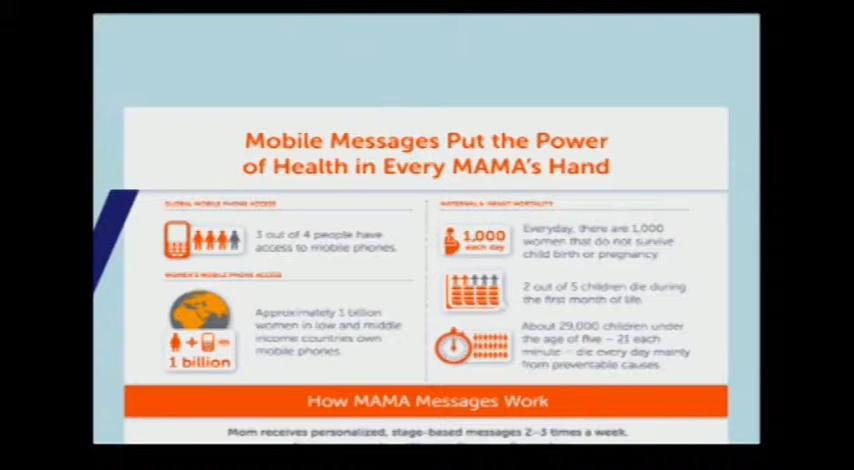 Mobile Messages Put the Power
of Health in Every MAMA's Hand
GLOBAL MOBILE PHONE ACCESS
3 out of 4 people have
access to mobile phones.
WOMEN'S MOBILE PHONE ACCESS
Approximately 1 billion
women in low and middle
income countries own
mobile phones.
1 billion
MATERNAL & INFANT MORTALITY
1,000
each day
Everyday, there are 1,000
women that do not survive
child birth or pregnancy.
2 out of 5 children die during
the first month of life.
About 29,000 children under
the age of five – 21 each
minute – die every day mainly
from preventable causes.
How MAMA Messages Work
Mom receives personalized, stage-based messages 2-3 times a week.